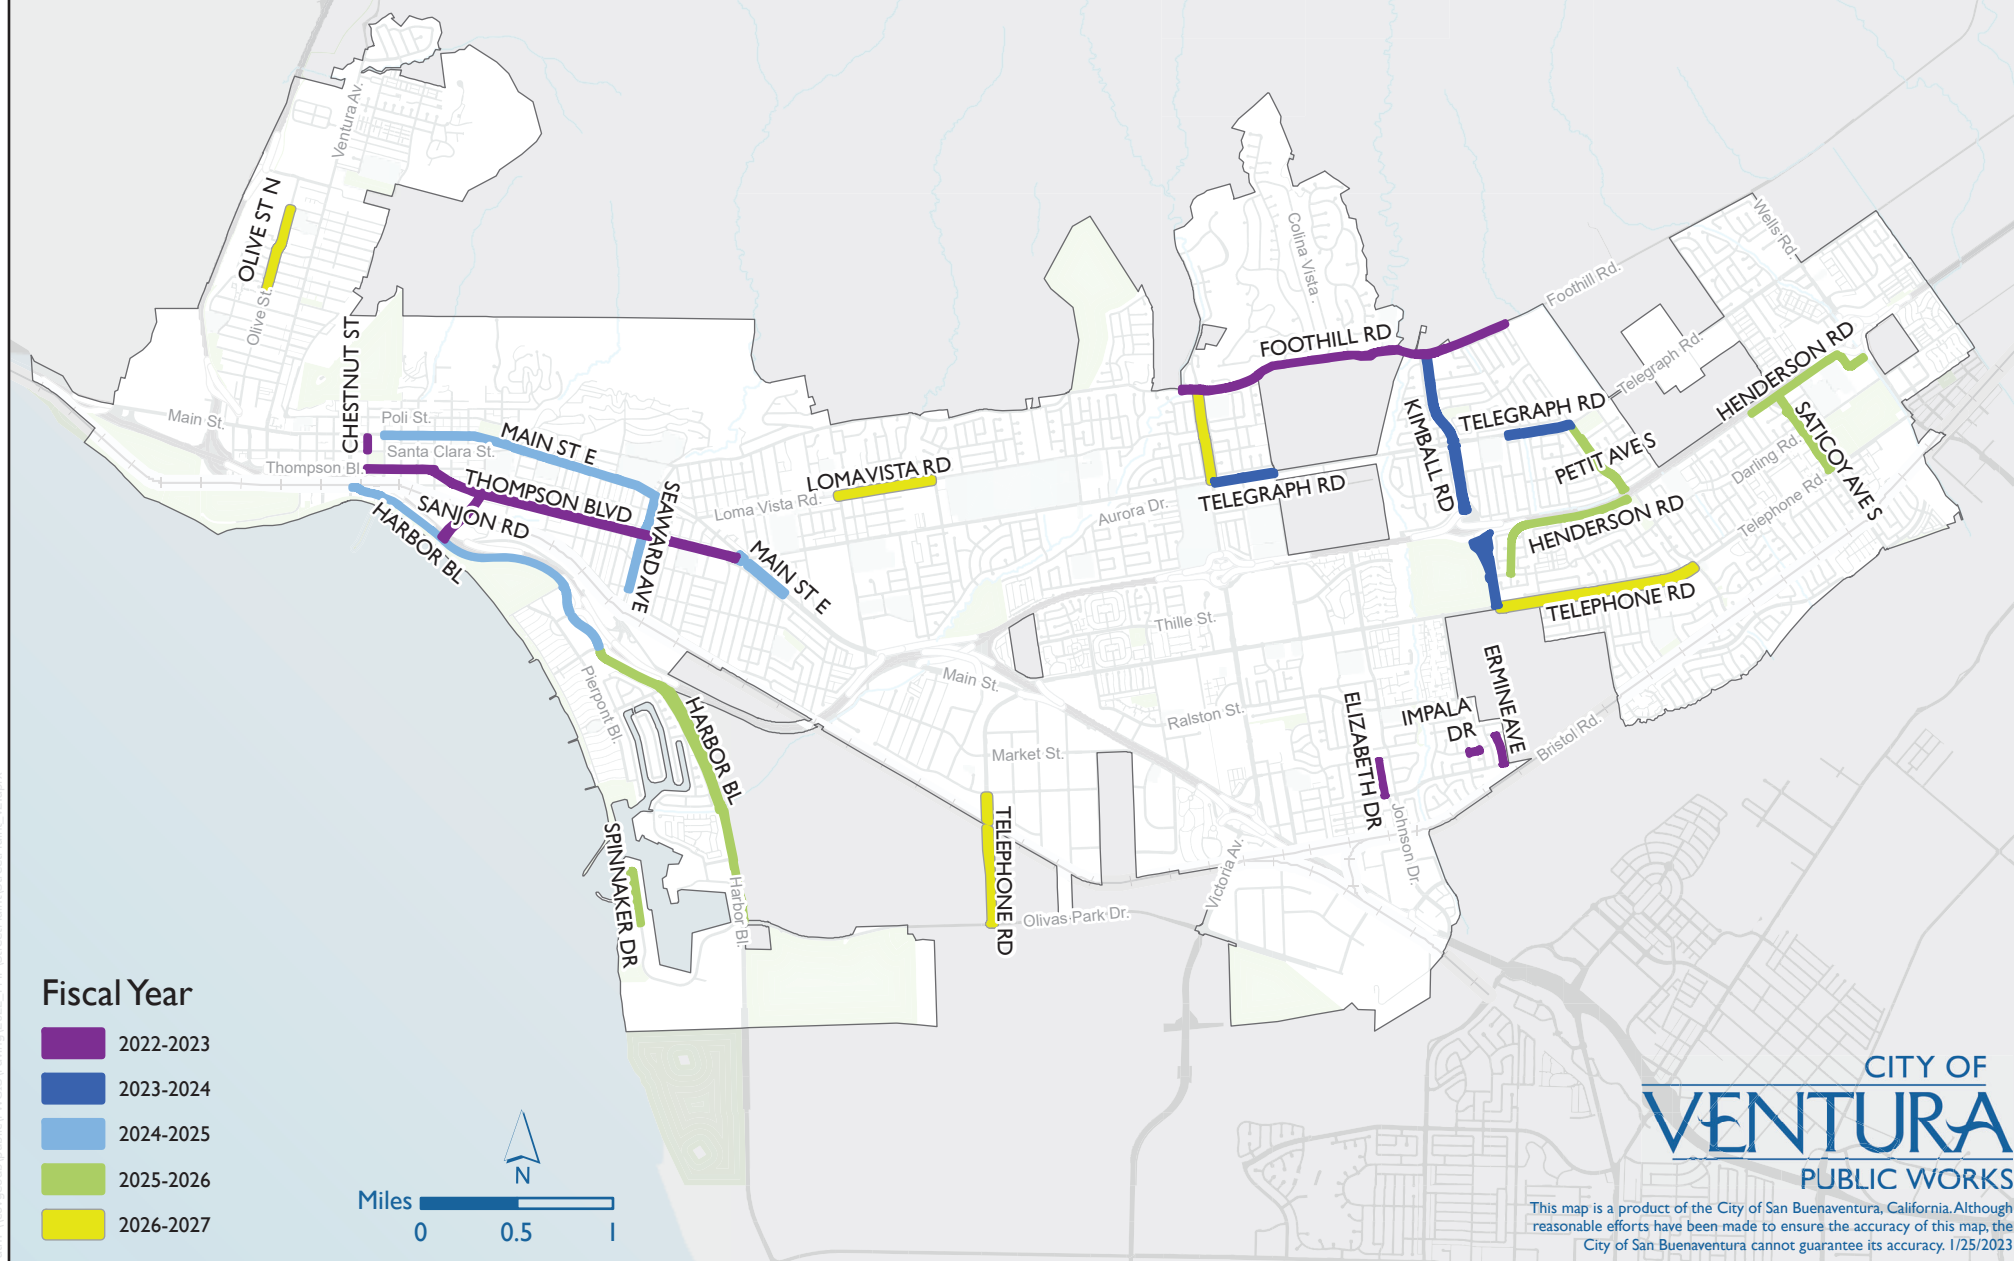 Ventura Av.
OLIVE ST N
Olive St.
CHESTNUT ST
Main St.
Poli St.
Santa Clara St.
Thompson Bl.
MAIN ST E
THOMPSON BLVD
SANJON RD
HARBOR BL
SEAWARD AVE
MAIN ST E
Loma Vista Rd.
LOMA VISTA RD
Aurora Dr.
Colina Vista
FOOTHILL RD
Foothill Rd.
Wells Rd.
Telegraph Rd.
TELEGRAPH RD
KIMBALL RD
TELEGRAPH RD
PETIT AVE S
HENDERSON RD
HENDERSON RD
SATICOY AVE S
Darling Rd.
Telephone Rd.
TELEPHONE RD
Thille St.
Main St.
Ralston St.
Market St.
ELIZABETH DR
IMPALA
DR
ERMINE AVE
Bristol Rd.
Johnson Dr.
Victoria Av.
Pierpont Bl.
HARBOR BL
Harbor Bl.
SPINNAKER DR
TELEPHONE RD
Olivas Park Dr.
Fiscal Year
2022-2023
2023-2024
2024-2025
2025-2026
2026-2027
N
Miles
0 0.5 1
CITY OF
VENTURA
PUBLIC WORKS
This map is a product of the City of San Buenaventura, California. Although
reasonable efforts have been made to ensure the accuracy of this map, the
City of San Buenaventura cannot guarantee its accuracy. 1/25/2023